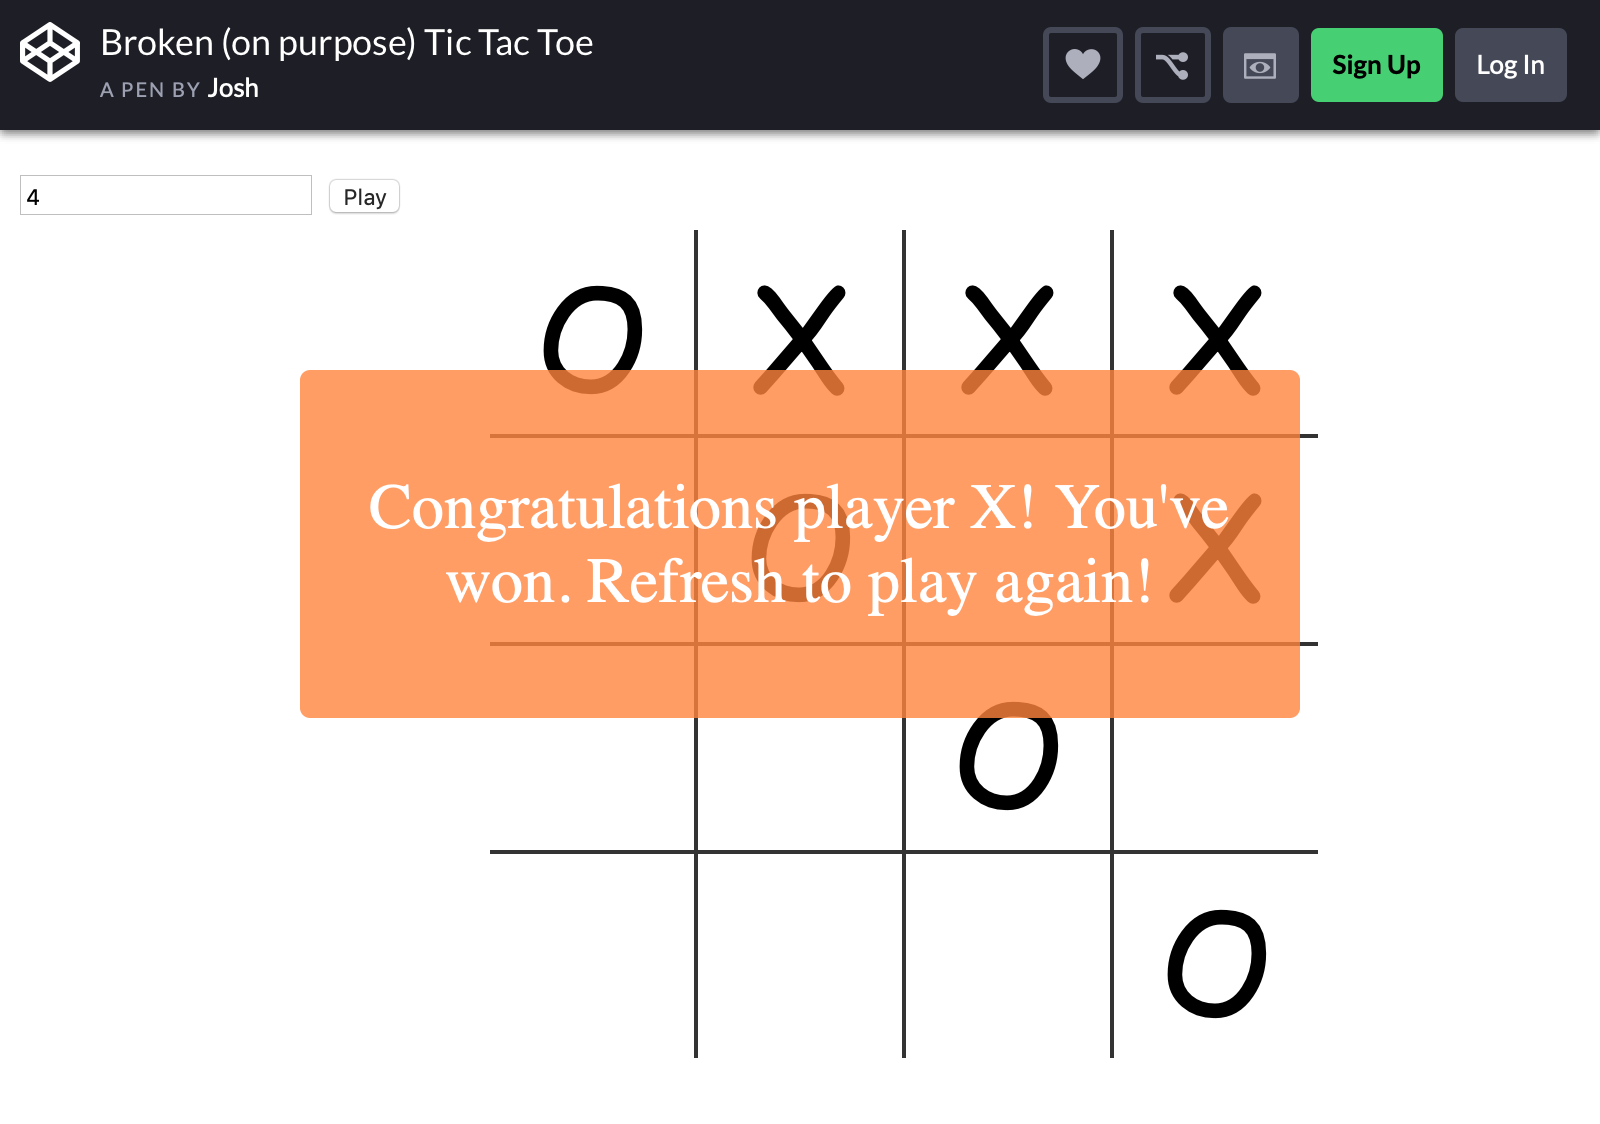 Broken (on purpose) Tic Tac Toe
A PEN BY Josh
Sign Up
Log In
4
Play
O X X X
Congratulations player X! You've
won. Refresh to play again!
O X
O
O